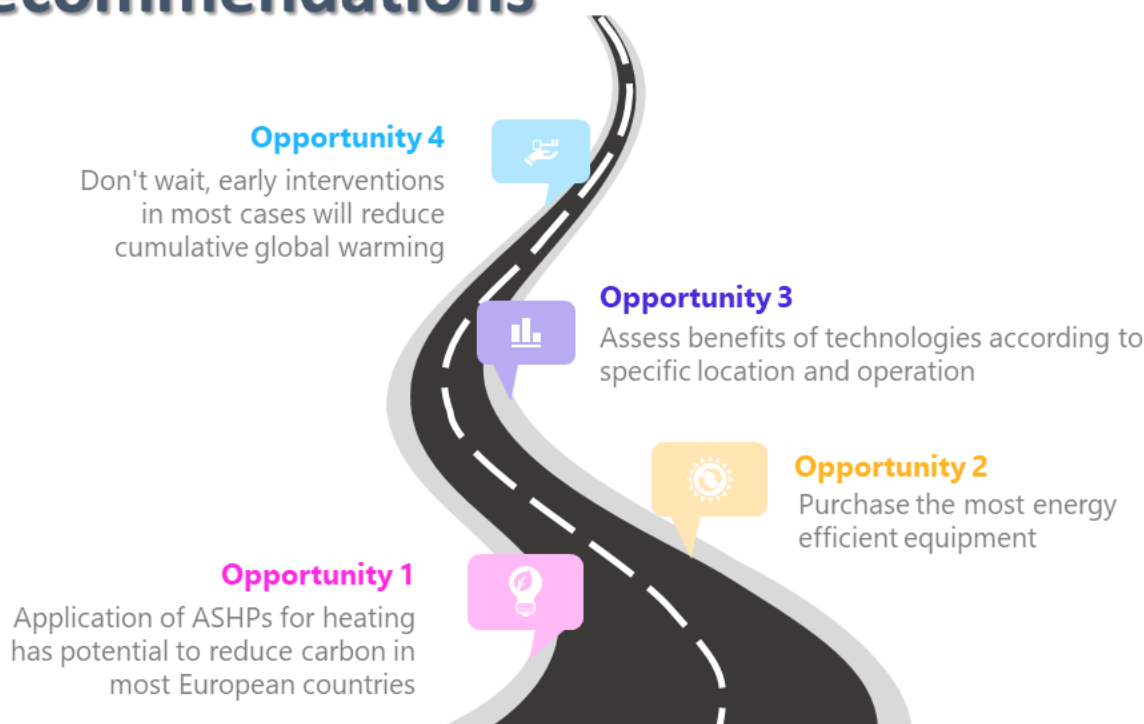 ecommendations
Opportunity 4
Don't wait, early interventions
in most cases will reduce
cumulative global warming
Opportunity 3
Assess benefits of technologies according to
specific location and operation
Opportunity 2
Purchase the most energy
efficient equipment
Opportunity 1
Application of ASHPs for heating
has potential to reduce carbon in
most European countries